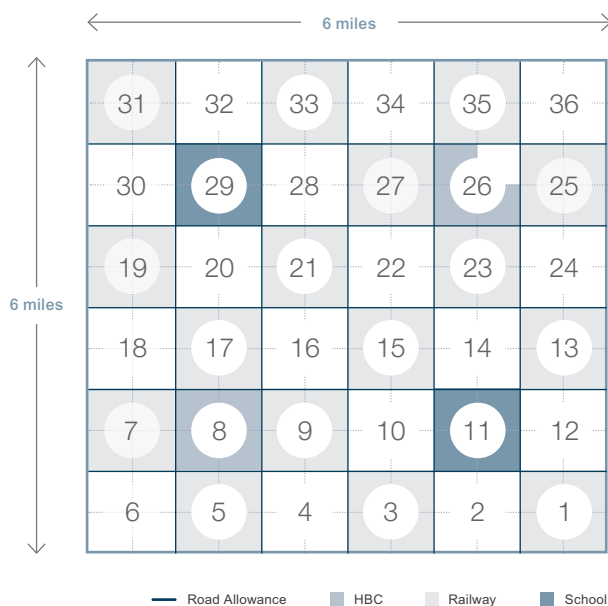 6 miles
31 32 33 34 35 36
30 29 28 27 26 25
19 20 21 22 23 24
6 miles
18 17 16 15 14 13
7 8 9 10 11 12
6 5 4 3 2 1
Road Allowance HBC Railway School